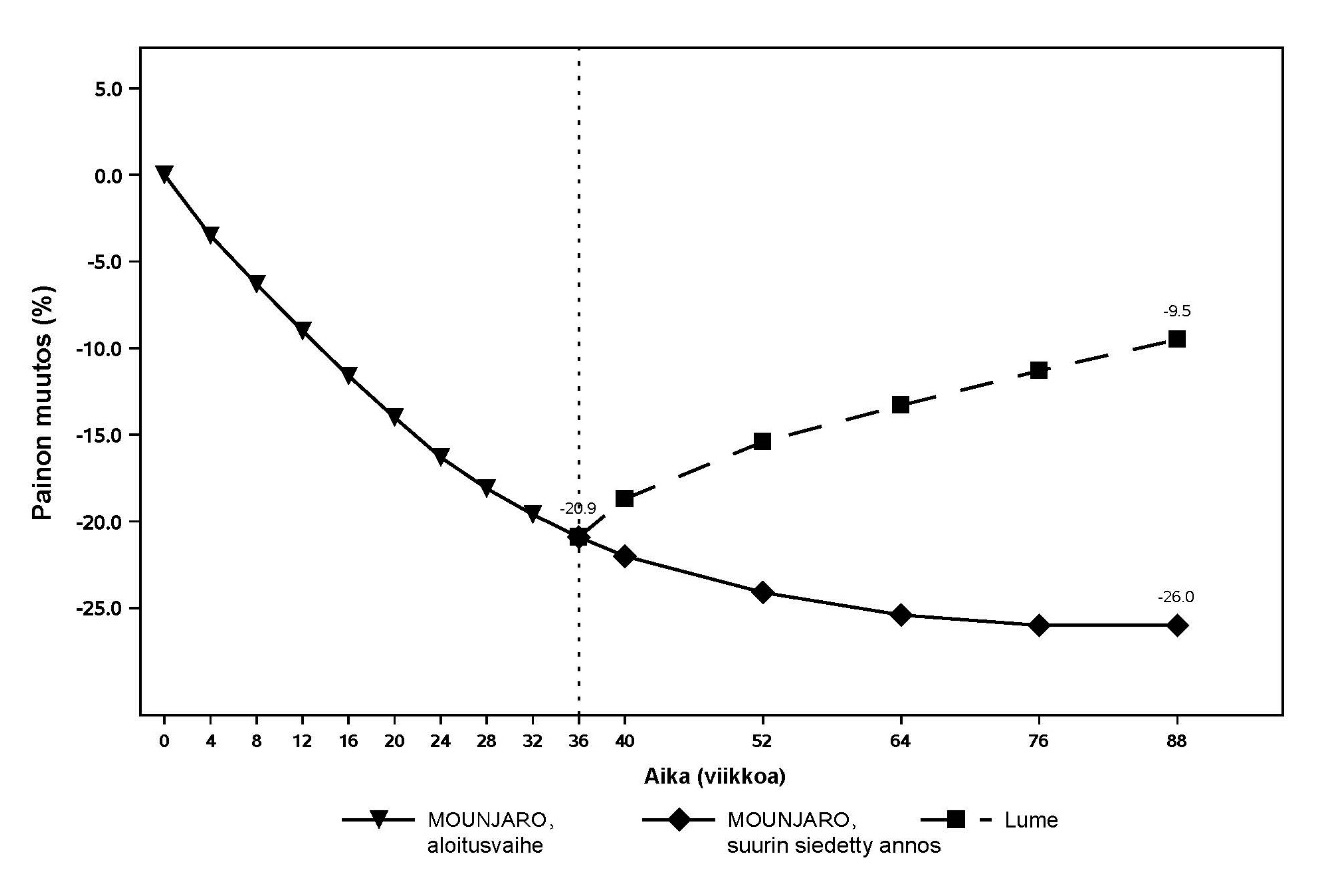 5.0
0.0
-5.0
-10.0
-15.0
-20.0
-25.0
Painon muutos (%)
-20.9
-9.5
-26.0
0 4 8 12 16 20 24 28 32 36 40 52 64 76 88
Aika (viikkoa)
MOUNJARO, MOUNJARO, Lume
aloitusvaihe suurin siedetty annos